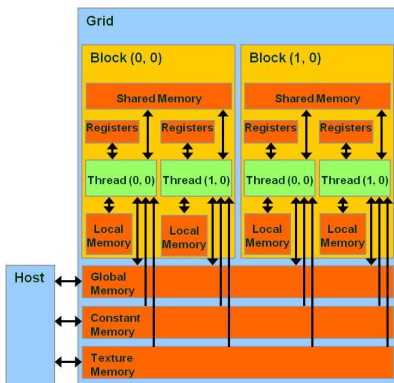 Grid
Block (0, 0)
Block (1, 0)
Shared Memory
Shared Memory
Registers
Registers
Registers
Registers
Thread (0, 0)
Thread (1, 0)
Thread (0, 0)
Thread (1, 0)
Local
Memory
Local
Memory
Local
Memory
Local
Memory
Host
Global
Memory
Constant
Memory
Texture
Memory